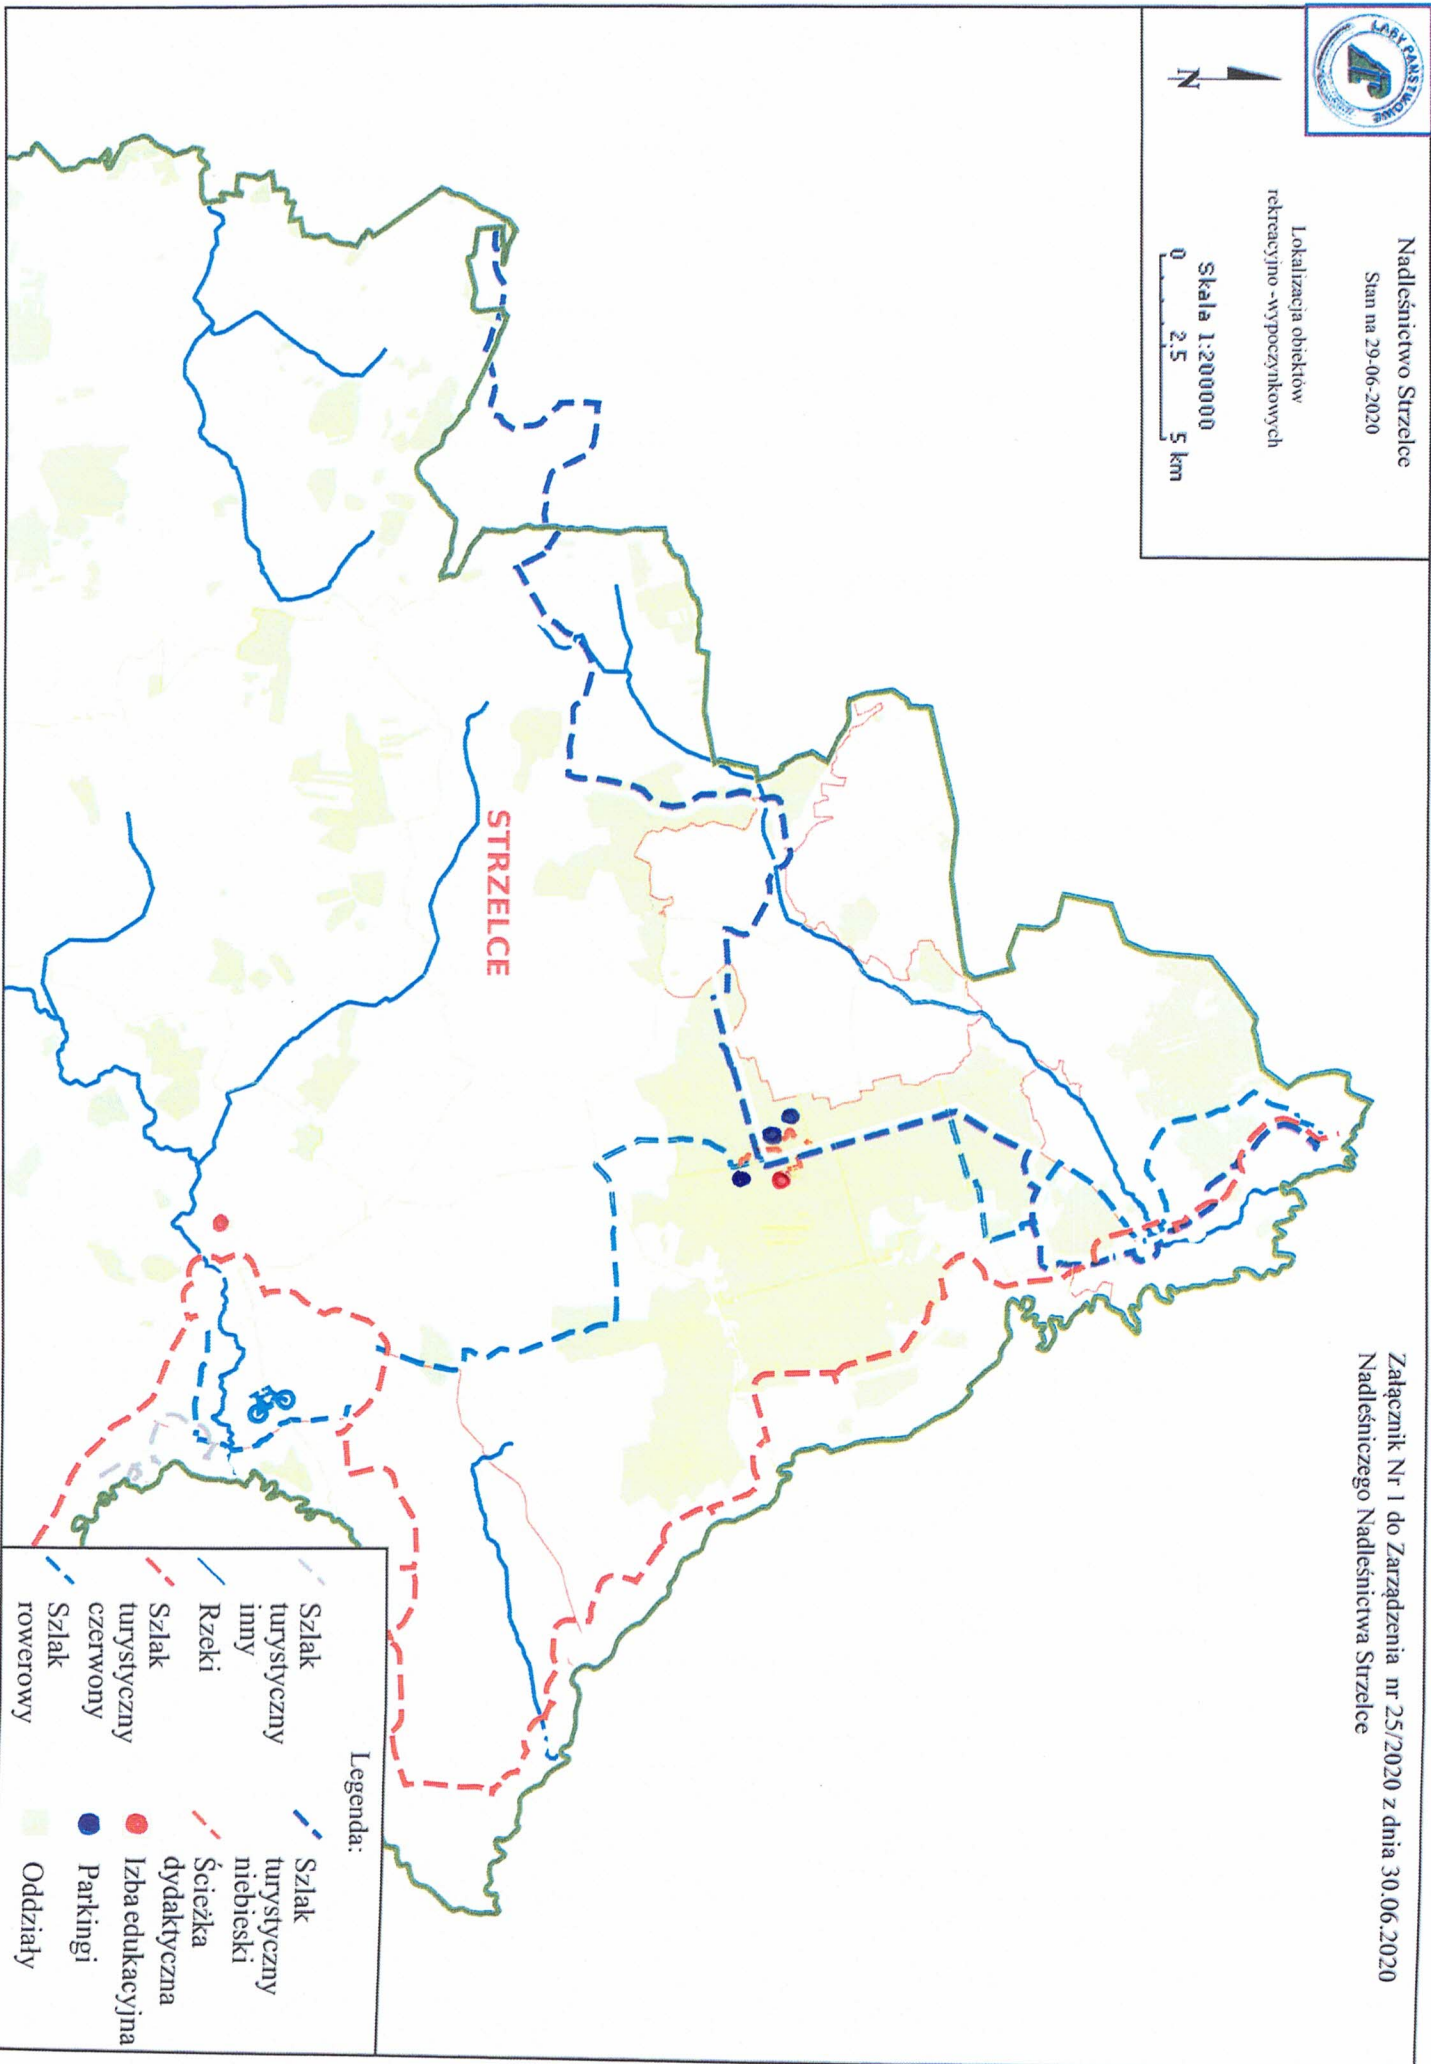 Załącznik Nr 1 do Zarządzenia nr 25/2020 z dnia 30.06.2020
Nadleśniczego Nadleśnictwa Strzelce
LASY PAŃSTWOWE
Nadleśnictwo Strzelce
Stan na 29-06-2020
Lokalizacja obiektów
rekreacyjno -wypoczynkowych
Skala 1:200000
0 2.5 5 km
N
STRZELCE
Legenda:
Szlak
turystyczny
inny
Rzeki
Szlak
turystyczny
czerwony
Szlak
rowerowy
Szlak
turystyczny
niebieski
Ścieżka
dydaktyczna
Izba edukacyjna
Parkingi
Oddziały